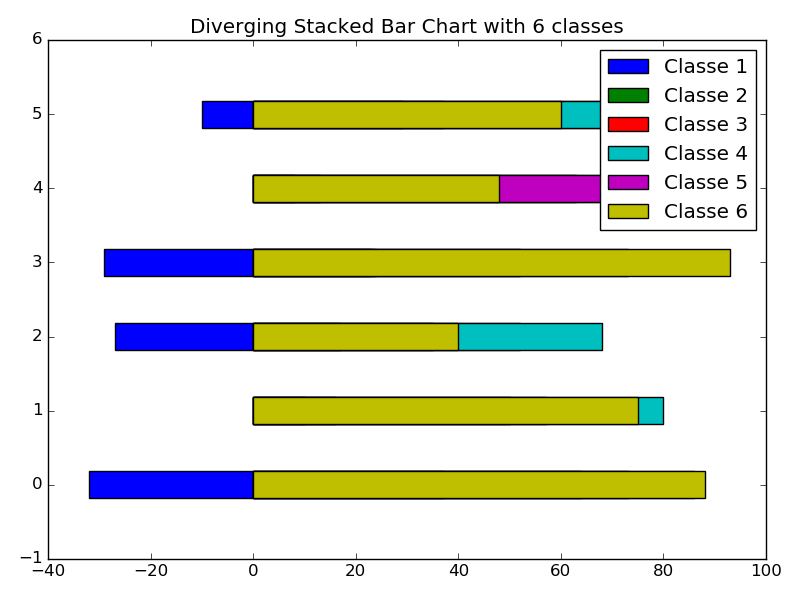 Diverging Stacked Bar Chart with 6 classes
6
5
4
3
2
1
0
−1
Classe 1
Classe 2
Classe 3
Classe 4
Classe 5
Classe 6
−40 −20 0 20 40 60 80 100